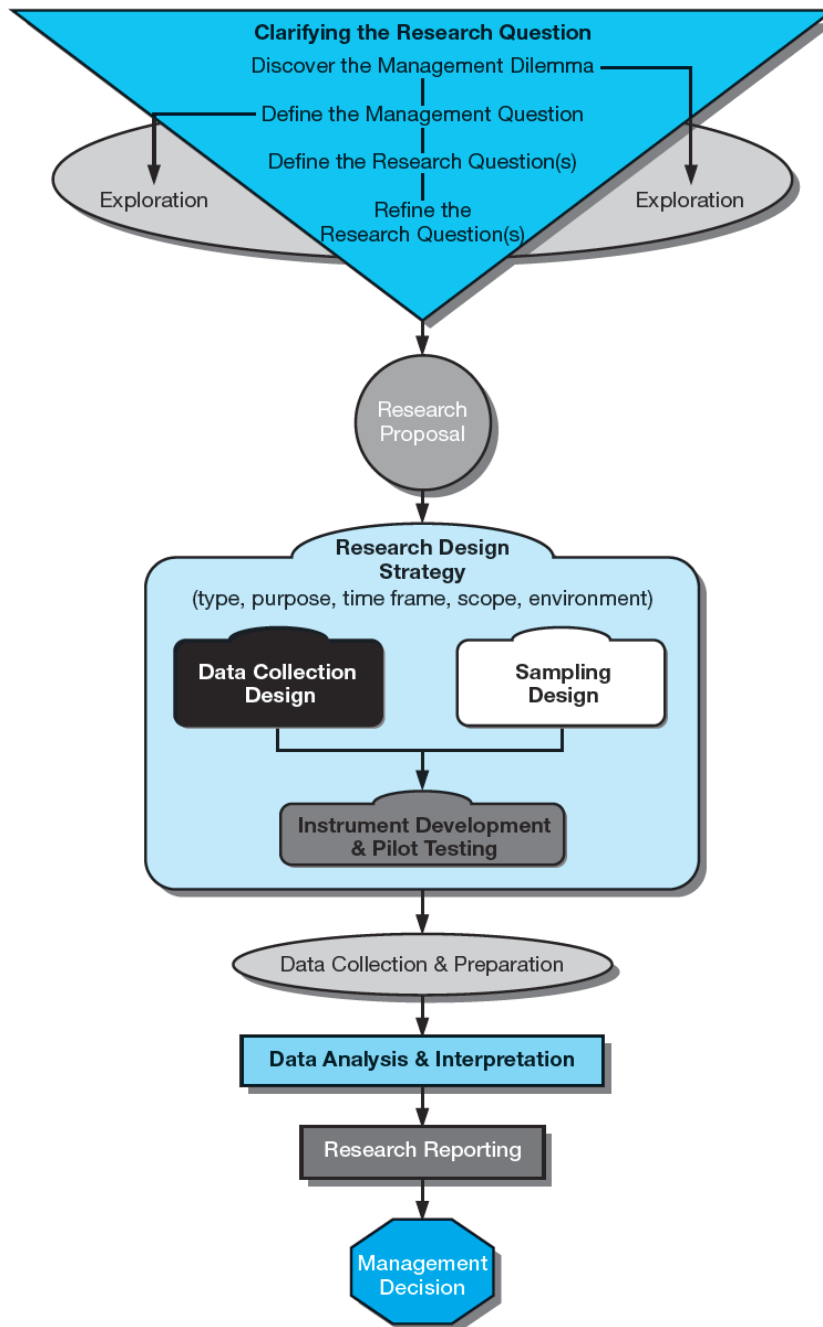 Clarifying the Research Question
Discover the Management Dilemma
Define the Management Question
Define the Research Question(s)
Exploration
Exploration
Refine the
Research Question(s)
Research
Proposal
Research Design
Strategy
(type, purpose, time frame, scope, environment)
Data Collection
Design
Sampling
Design
Instrument Development
& Pilot Testing
Data Collection & Preparation
Data Analysis & Interpretation
Research Reporting
Management
Decision